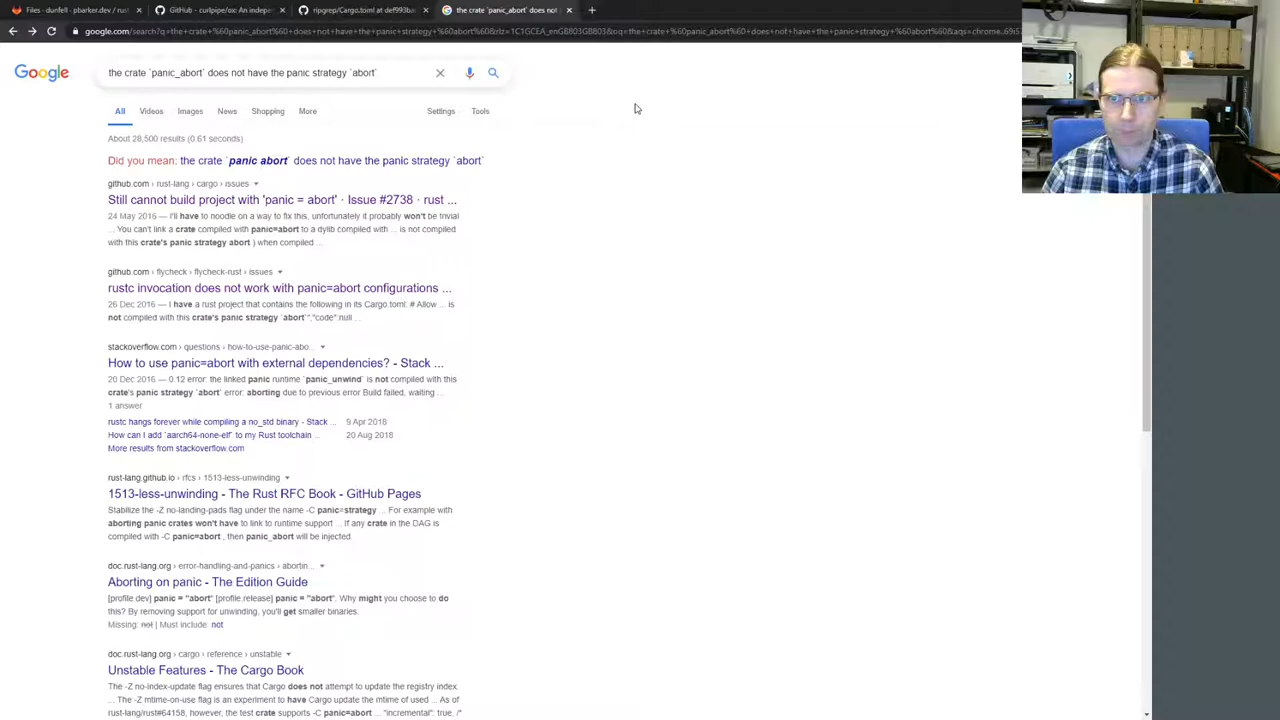 Files · dunfell · pbarker.dev / rust
GitHub - curlpipe/ox: An indepe
ripgrep/Cargo.toml at def993ba
the crate `panic_abort` does not
google.com/search?q=the+crate+%60panic_abort%60+does+not+have+the+panic+strategy+%60abort%60&rlz=1C1GCEA_enGB803GB803&oq=the+crate+%60panic_abort%60+does+not+have+the+panic+strategy+%60abort%60&aqs=chrome..69i5
Google
the crate `panic_abort` does not have the panic strategy `abort`
All Videos Images News Shopping More Settings Tools
About 28,500 results (0.61 seconds)
Did you mean: the crate `panic abort` does not have the panic strategy `abort`
github.com › rust-lang › cargo › issues
Still cannot build project with 'panic = abort' · Issue #2738 · rust ...
24 May 2016 — I'll have to noodle on a way to fix this, unfortunately it probably won't be trivial
... You can't link a crate compiled with panic=abort to a dylib compiled with ... is not compiled
with this crate's panic strategy abort ) when compiled ...
github.com › flycheck › flycheck-rust › issues
rustc invocation does not work with panic=abort configurations ...
26 Dec 2016 — I have a rust project that contains the following in its Cargo.toml: # Allow ... is
not compiled with this crate's panic strategy `abort`","code":null ...
stackoverflow.com › questions › how-to-use-panic-abo...
How to use panic=abort with external dependencies? - Stack ...
20 Dec 2016 — 0.12 error: the linked panic runtime `panic_unwind` is not compiled with this
crate's panic strategy `abort` error: aborting due to previous error Build failed, waiting ...
1 answer
rustc hangs forever while compiling a no_std binary - Stack ... 9 Apr 2018
How can I add `aarch64-none-elf` to my Rust toolchain ... 20 Aug 2018
More results from stackoverflow.com
rust-lang.github.io › rfcs › 1513-less-unwinding
1513-less-unwinding - The Rust RFC Book - GitHub Pages
Stabilize the -Z no-landing-pads flag under the name -C panic=strategy ... For example with
aborting panic crates won't have to link to runtime support ... If any crate in the DAG is
compiled with -C panic=abort , then panic_abort will be injected.
doc.rust-lang.org › error-handling-and-panics › abortin...
Aborting on panic - The Edition Guide
[profile.dev] panic = "abort" [profile.release] panic = "abort". Why might you choose to do
this? By removing support for unwinding, you'll get smaller binaries.
Missing: not | Must include: not
doc.rust-lang.org › cargo › reference › unstable
Unstable Features - The Cargo Book
The -Z no-index-update flag ensures that Cargo does not attempt to update the registry index.
... The -Z mtime-on-use flag is an experiment to have Cargo update the mtime of used ... As of
rust-lang/rust#64158, however, the test crate supports -C panic=abort ... "incremental": true, /*